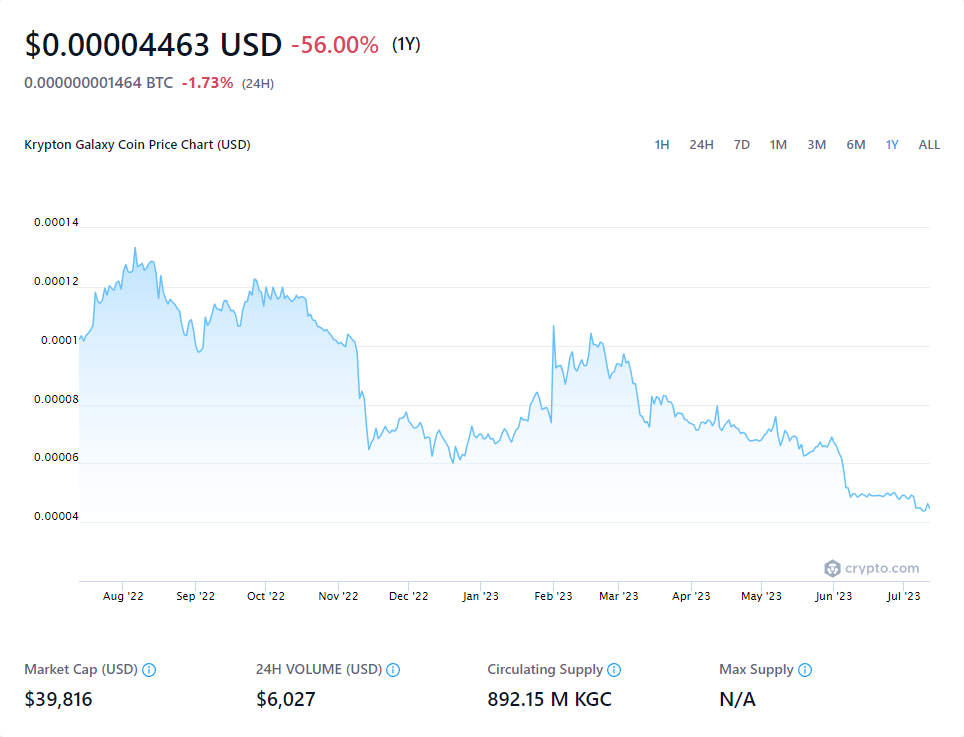 $0.00004463 USD -56.00% (1Y)
0.000000001464 BTC -1.73% (24H)
Krypton Galaxy Coin Price Chart (USD) 1H 24H 7D 1M 3M 6M 1Y ALL
0.00014
0.00012
0.0001
0.00008
0.00006
0.00004
crypto.com
Aug '22 Sep '22 Oct '22 Nov '22 Dec '22 Jan '23 Feb '23 Mar '23 Apr '23 May '23 Jun '23 Jul '23
Market Cap (USD) 24H VOLUME (USD) Circulating Supply Max Supply
$39,816 $6,027 892.15 M KGC N/A